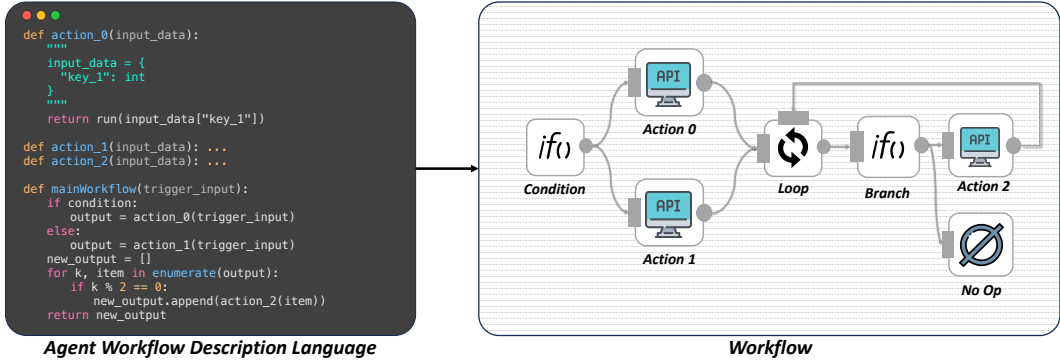 def action_0(input_data):
"""
input_data = {
"key_1": int
}
"""
return run(input_data["key_1"])
def action_1(input_data): ...
def action_2(input_data): ...
def mainWorkflow(trigger_input):
if condition:
output = action_0(trigger_input)
else:
output = action_1(trigger_input)
new_output = []
for k, item in enumerate(output):
if k % 2 == 0:
new_output.append(action_2(item))
return new_output
Agent Workflow Description Language
if()
Condition
API
Action 0
API
Action 1
Loop
if()
Branch
API
Action 2
No Op
Workflow